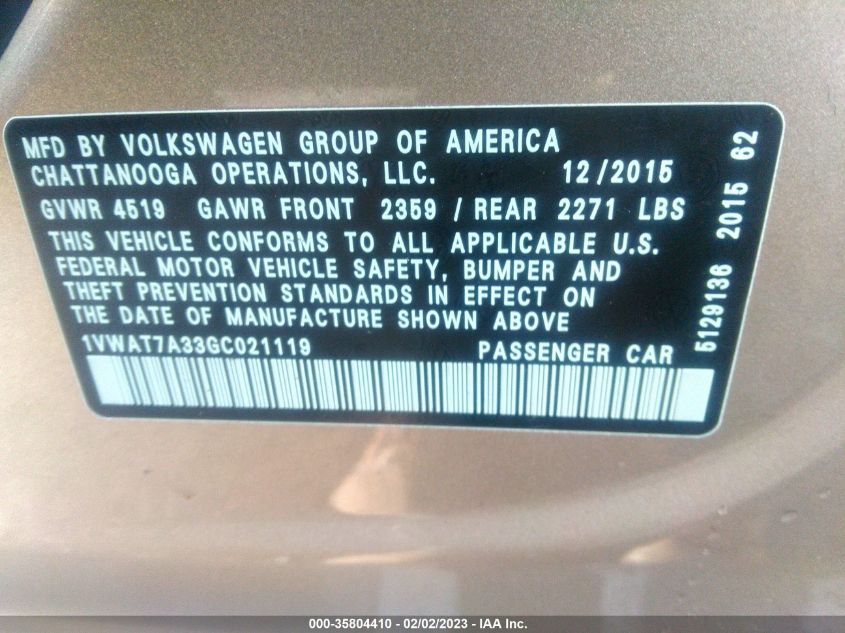 MFD BY VOLKSWAGEN GROUP OF AMERICA
CHATTANOOGA OPERATIONS, LLC. 12/2015
GVWR 4519 GAWR FRONT 2359 / REAR 2271 LBS
THIS VEHICLE CONFORMS TO ALL APPLICABLE U.S.
FEDERAL MOTOR VEHICLE SAFETY, BUMPER AND
THEFT PREVENTION STANDARDS IN EFFECT ON
THE DATE OF MANUFACTURE SHOWN ABOVE
1VWAT7A33GC021119 PASSENGER CAR
5129136 2015 62
000-35804410 - 02/02/2023 - IAA Inc.